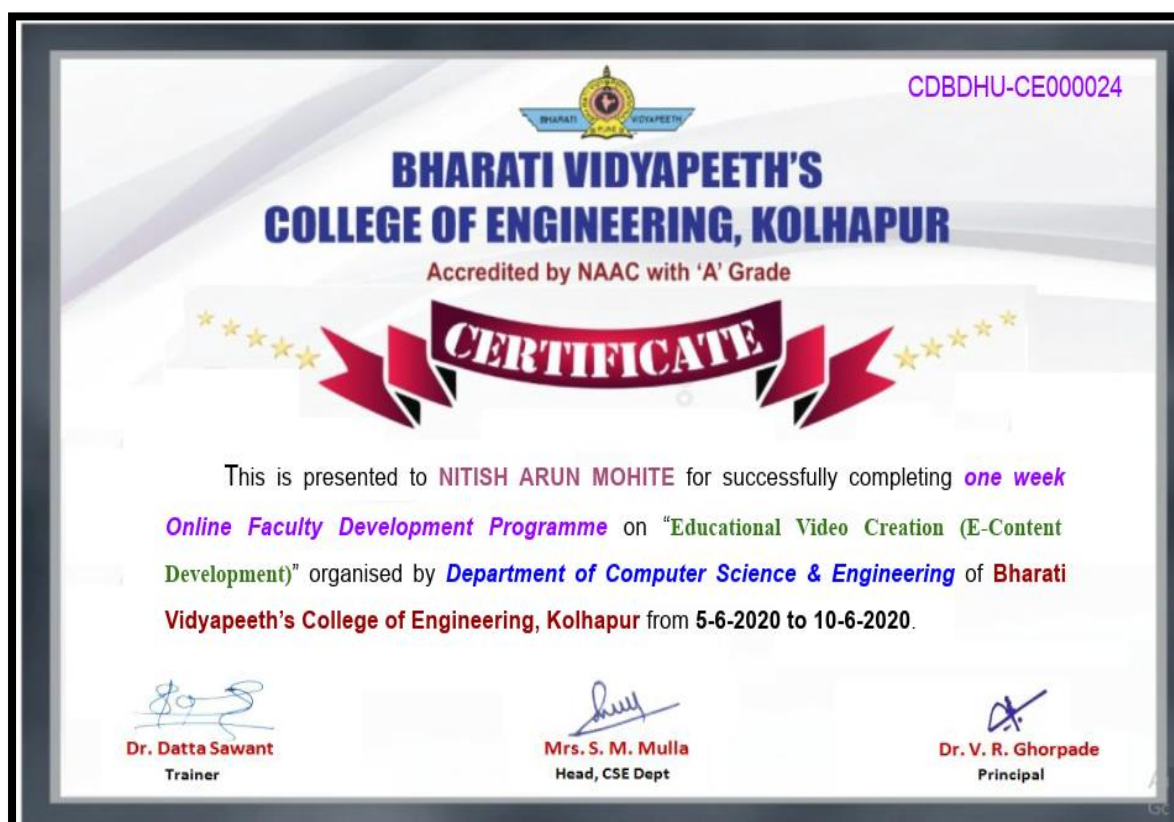 CDBDHU-CE000024
BHARATI VIDYAPEETH
PUNE
BHARATI VIDYAPEETH'S
COLLEGE OF ENGINEERING, KOLHAPUR
Accredited by NAAC with 'A' Grade
CERTIFICATE
This is presented to NITISH ARUN MOHITE for successfully completing one week
Online Faculty Development Programme on “Educational Video Creation (E-Content
Development)” organised by Department of Computer Science & Engineering of Bharati
Vidyapeeth’s College of Engineering, Kolhapur from 5-6-2020 to 10-6-2020.
Dr. Datta Sawant
Trainer
Mrs. S. M. Mulla
Head, CSE Dept
Dr. V. R. Ghorpade
Principal